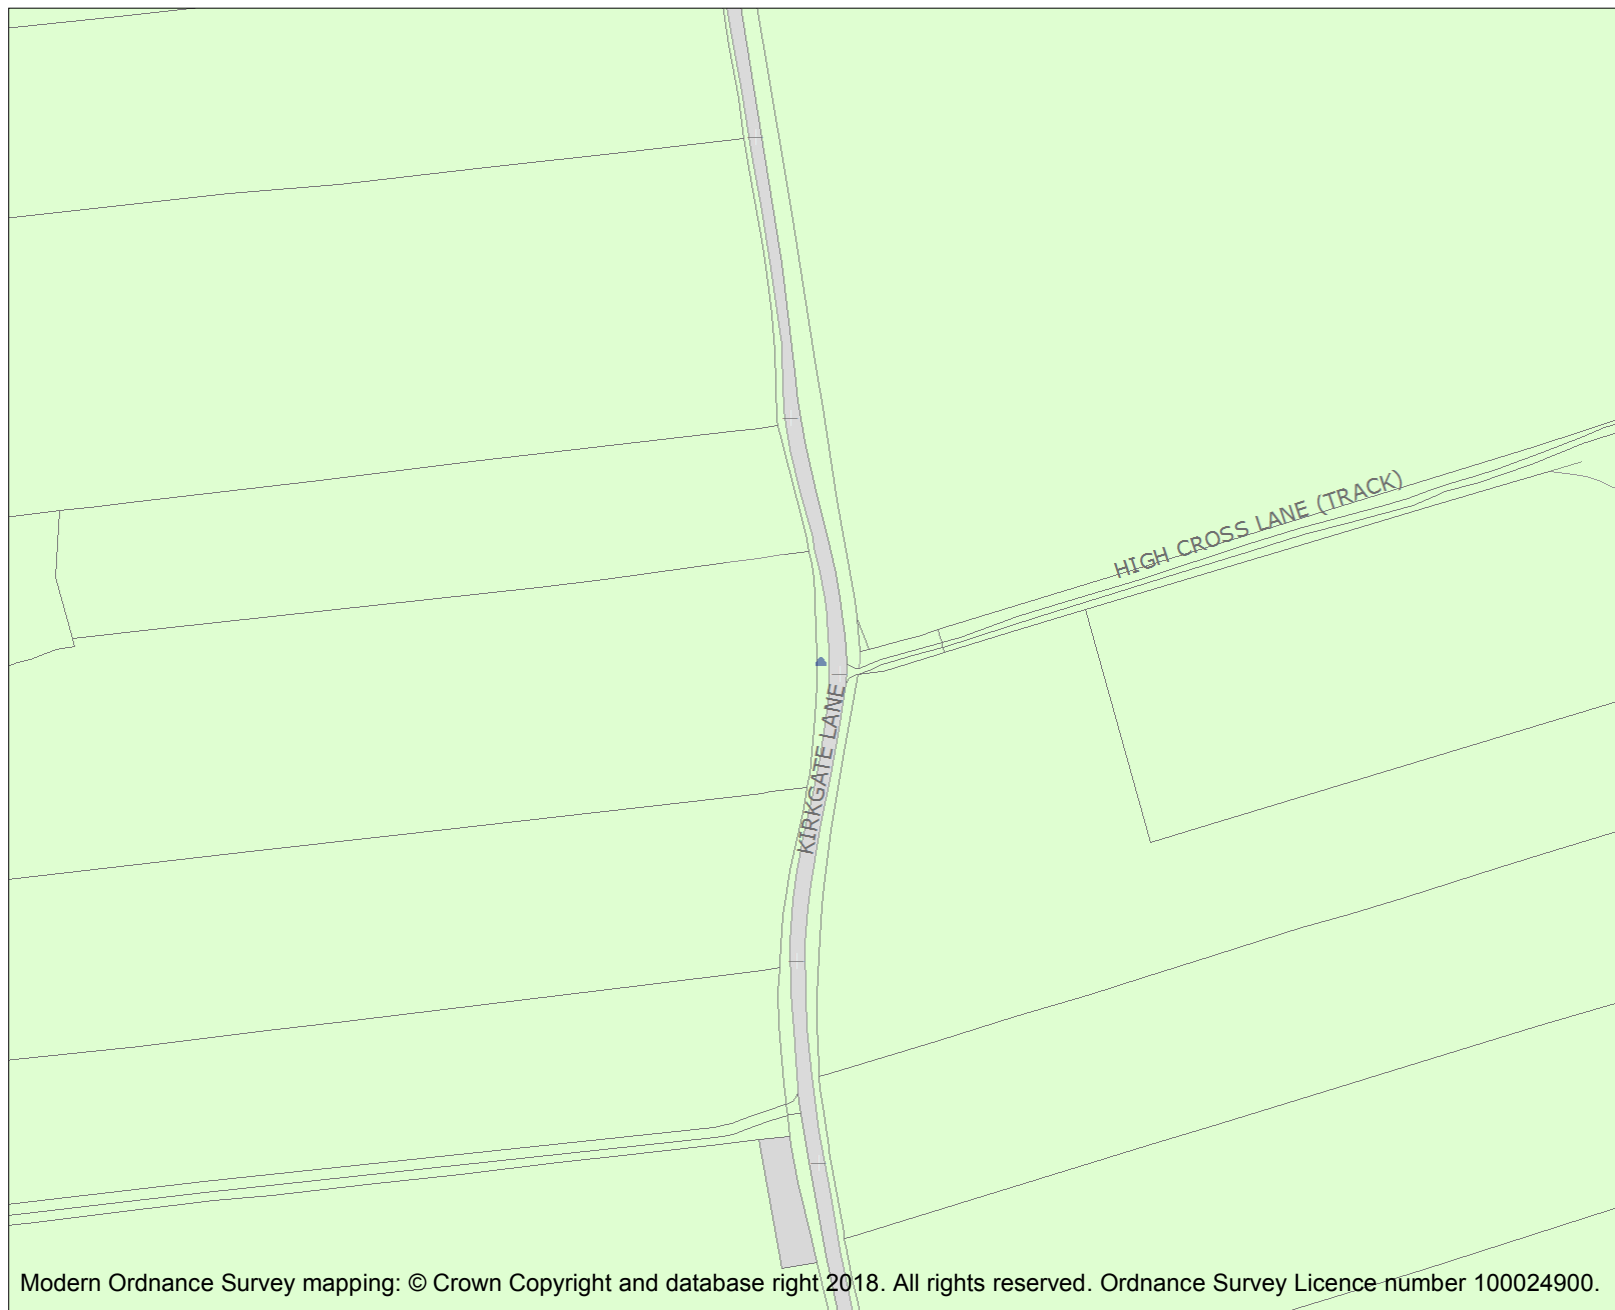 HIGH CROSS LANE (TRACK)
KIRKGATE LANE
Modern Ordnance Survey mapping: © Crown Copyright and database right 2018. All rights reserved. Ordnance Survey Licence number 100024900.